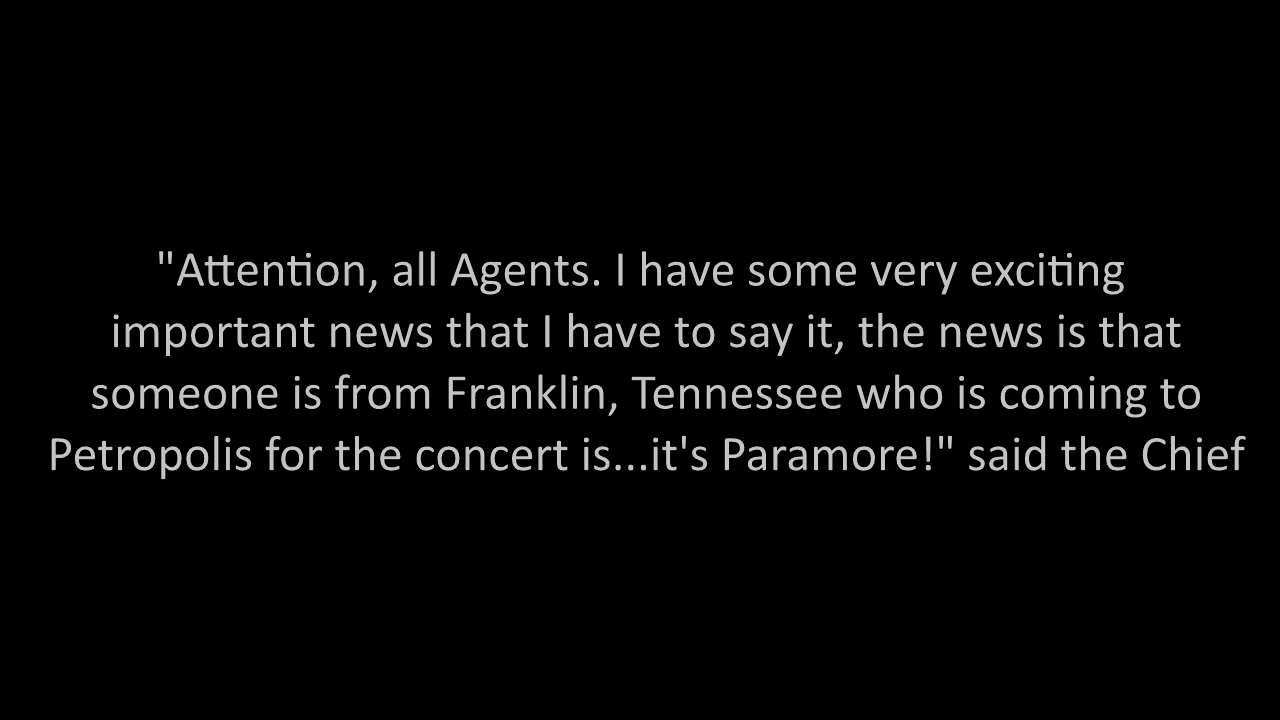 "Attention, all Agents. I have some very exciting
important news that I have to say it, the news is that
someone is from Franklin, Tennessee who is coming to
Petropolis for the concert is...it's Paramore!" said the Chief